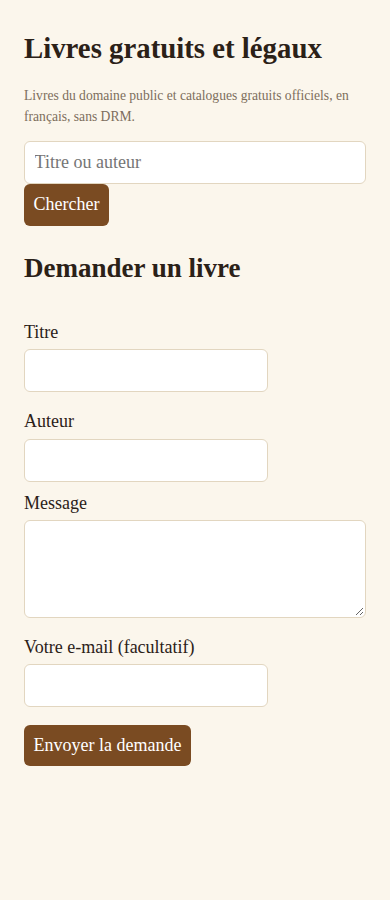 Livres gratuits et légaux
Livres du domaine public et catalogues gratuits officiels, en
français, sans DRM.
Titre ou auteur
Chercher
Demander un livre
Titre
Auteur
Message
Votre e-mail (facultatif)
Envoyer la demande